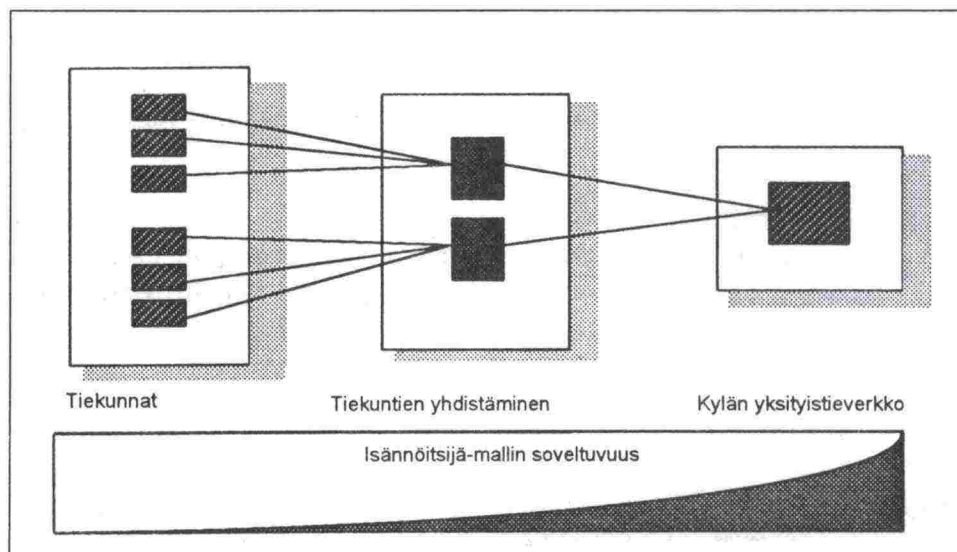 Tiekunnat
Tiekuntien yhdistäminen
Kylän yksityistieverkko
Isännöitsijä-mallin soveltuvuus